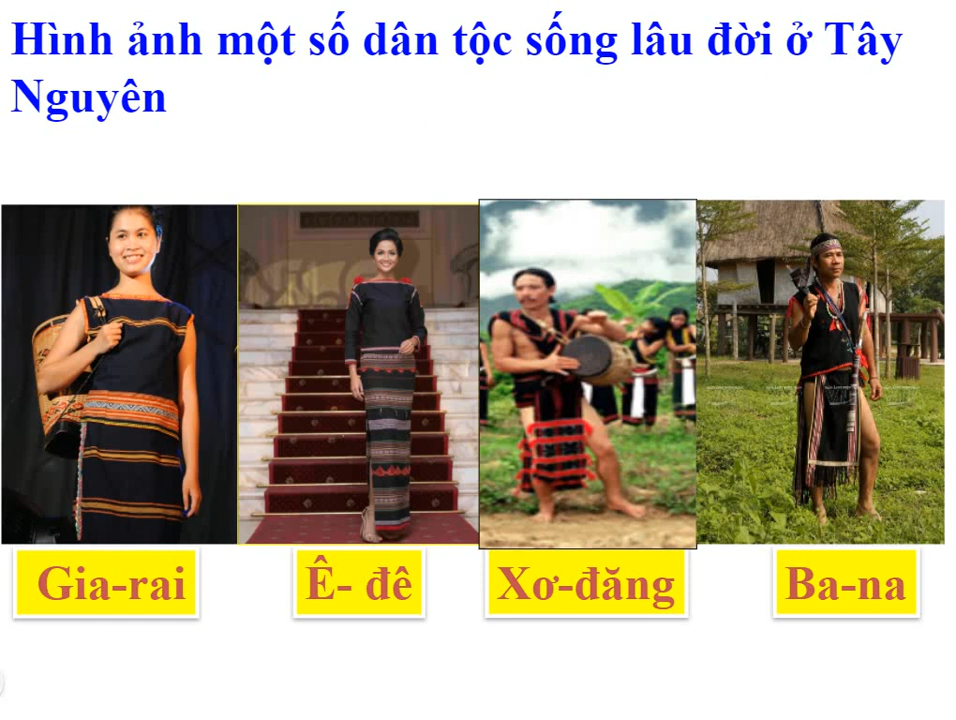 Hình ảnh một số dân tộc sống lâu đời ở Tây
Nguyên
Gia-rai
Ê- đê
Xơ-đăng
Ba-na